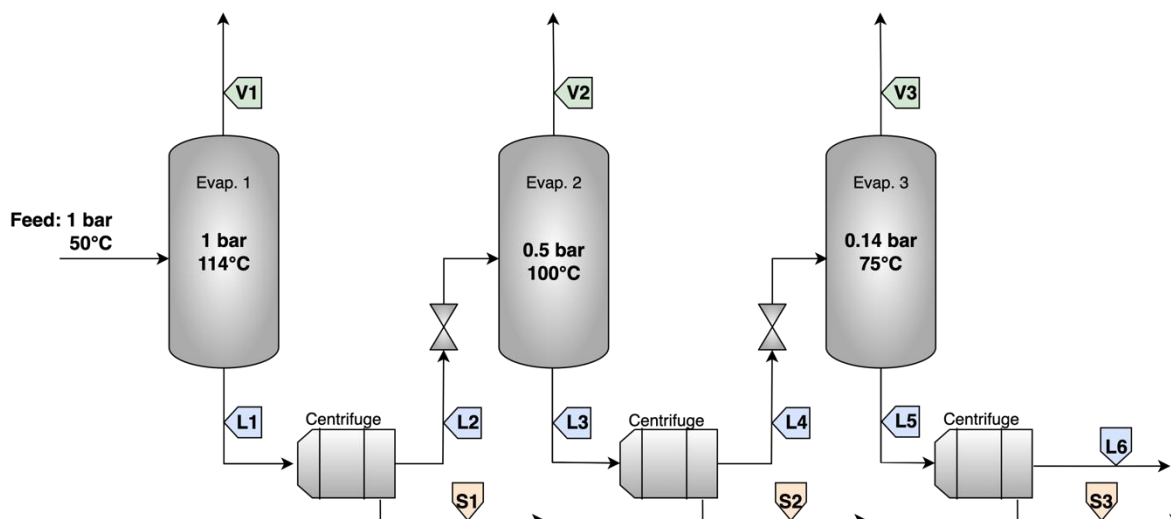 V1
V2
V3
Evap. 1
1 bar
114°C
Evap. 2
0.5 bar
100°C
Evap. 3
0.14 bar
75°C
Feed: 1 bar
50°C
L1
Centrifuge
L2
L3
Centrifuge
L4
L5
Centrifuge
L6
S1
S2
S3